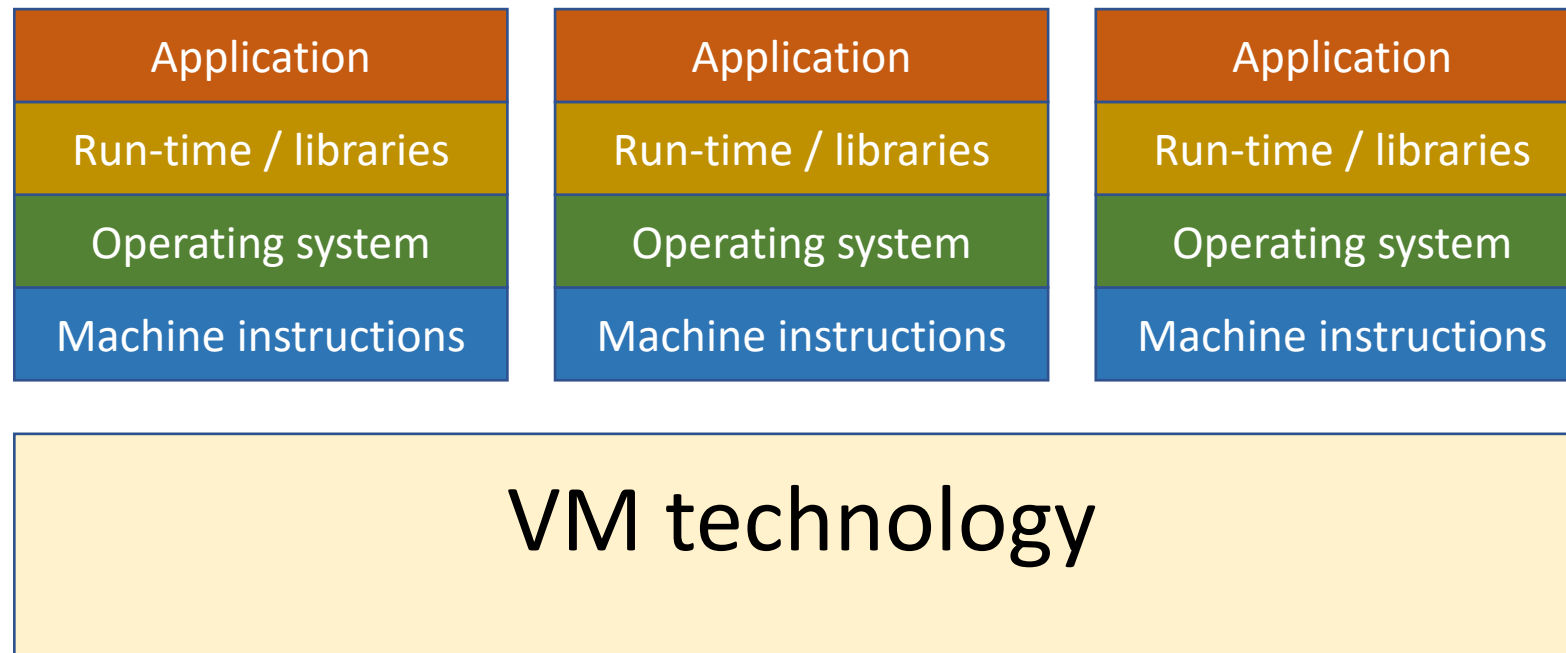 Application
Run-time / libraries
Operating system
Machine instructions
Application
Run-time / libraries
Operating system
Machine instructions
Application
Run-time / libraries
Operating system
Machine instructions
VM technology